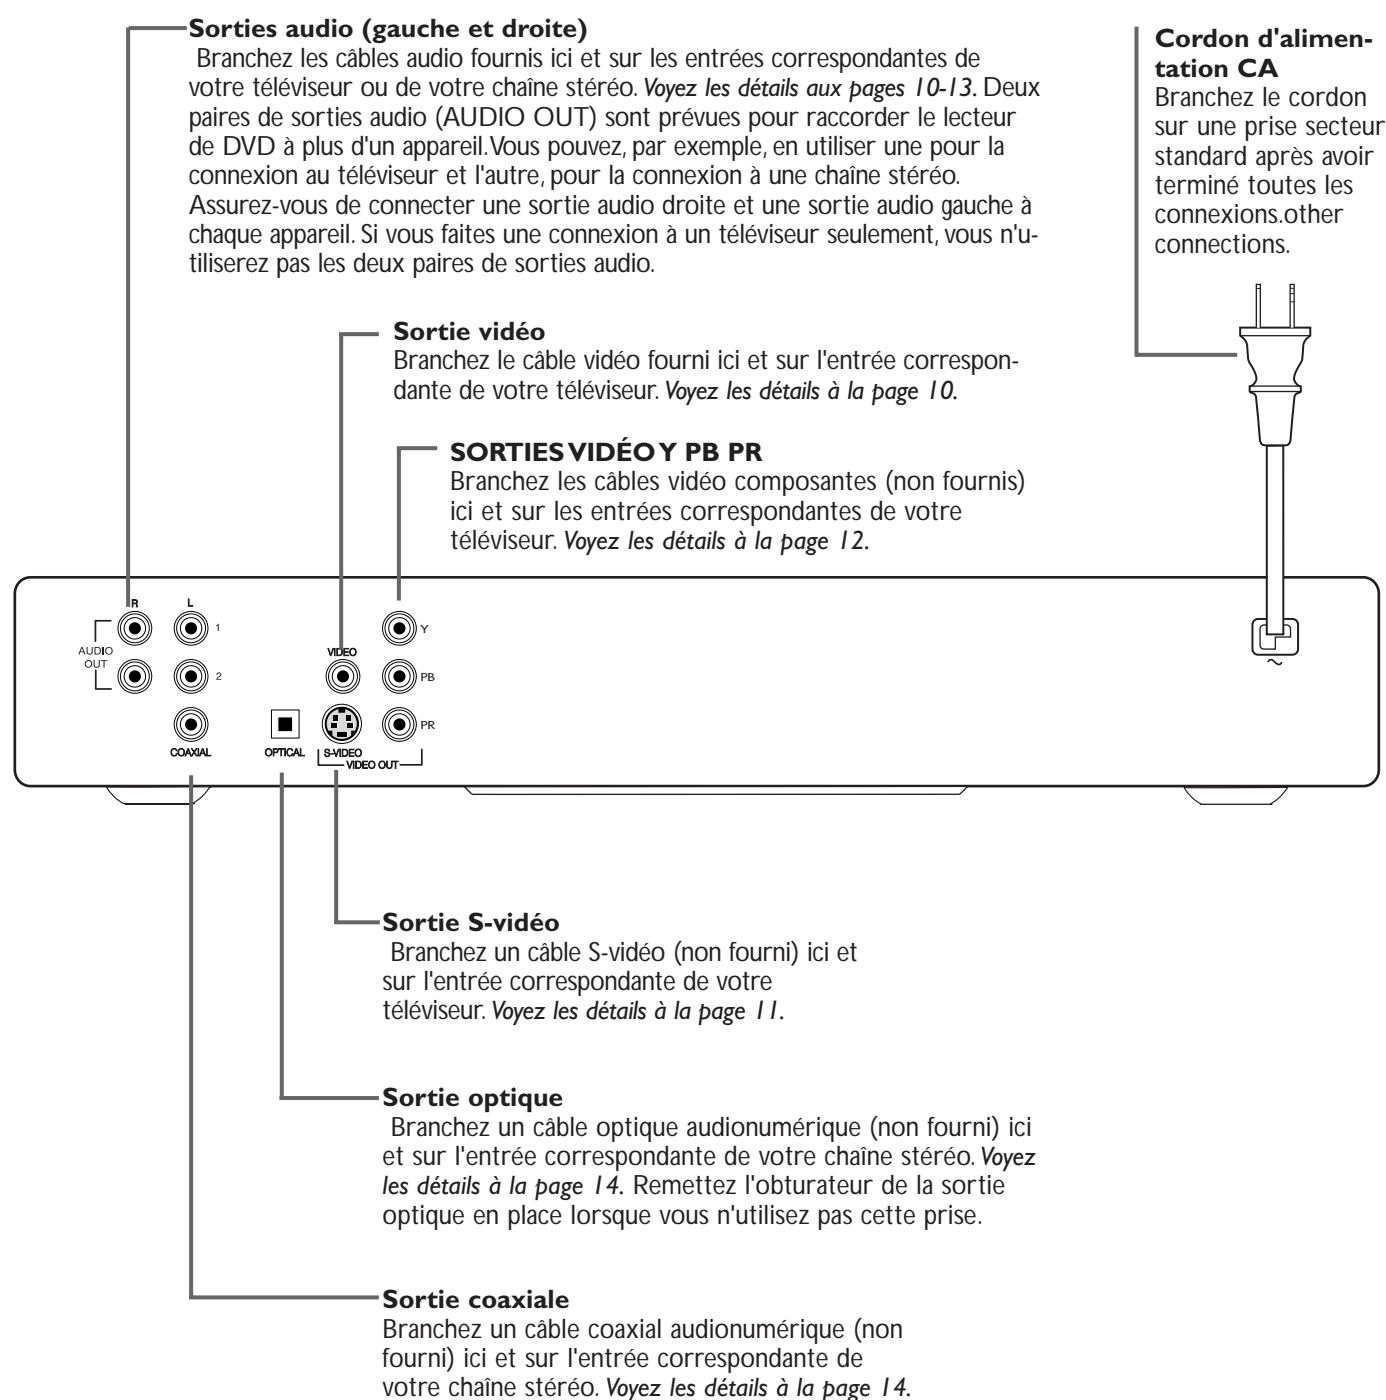 Sorties audio (gauche et droite)
Branchez les câbles audio fournis ici et sur les entrées correspondantes de
votre téléviseur ou de votre chaîne stéréo. Voyez les détails aux pages 10-13. Deux
paires de sorties audio (AUDIO OUT) sont prévues pour raccorder le lecteur
de DVD à plus d'un appareil. Vous pouvez, par exemple, en utiliser une pour la
connexion au téléviseur et l'autre, pour la connexion à une chaîne stéréo.
Assurez-vous de connecter une sortie audio droite et une sortie audio gauche à
chaque appareil. Si vous faites une connexion à un téléviseur seulement, vous n'u-
tiliserez pas les deux paires de sorties audio.
Cordon d'alimen-
tation CA
Branchez le cordon
sur une prise secteur
standard après avoir
terminé toutes les
connexions.other
connections.
Sortie vidéo
Branchez le câble vidéo fourni ici et sur l'entrée correspon-
dante de votre téléviseur. Voyez les détails à la page 10.
SORTIES VIDÉO Y PB PR
Branchez les câbles vidéo composantes (non fournis)
ici et sur les entrées correspondantes de votre
téléviseur. Voyez les détails à la page 12.
R L
AUDIO
OUT
1
2
COAXIAL
OPTICAL
VIDEO
S-VIDEO
VIDEO OUT
Y
PB
PR
~
Sortie S-vidéo
Branchez un câble S-vidéo (non fourni) ici et
sur l'entrée correspondante de votre
téléviseur. Voyez les détails à la page 11.
Sortie optique
Branchez un câble optique audionumérique (non fourni) ici
et sur l'entrée correspondante de votre chaîne stéréo. Voyez
les détails à la page 14. Remettez l'obturateur de la sortie
optique en place lorsque vous n'utilisez pas cette prise.
Sortie coaxiale
Branchez un câble coaxial audionumérique (non
fourni) ici et sur l'entrée correspondante de
votre chaîne stéréo. Voyez les détails à la page 14.